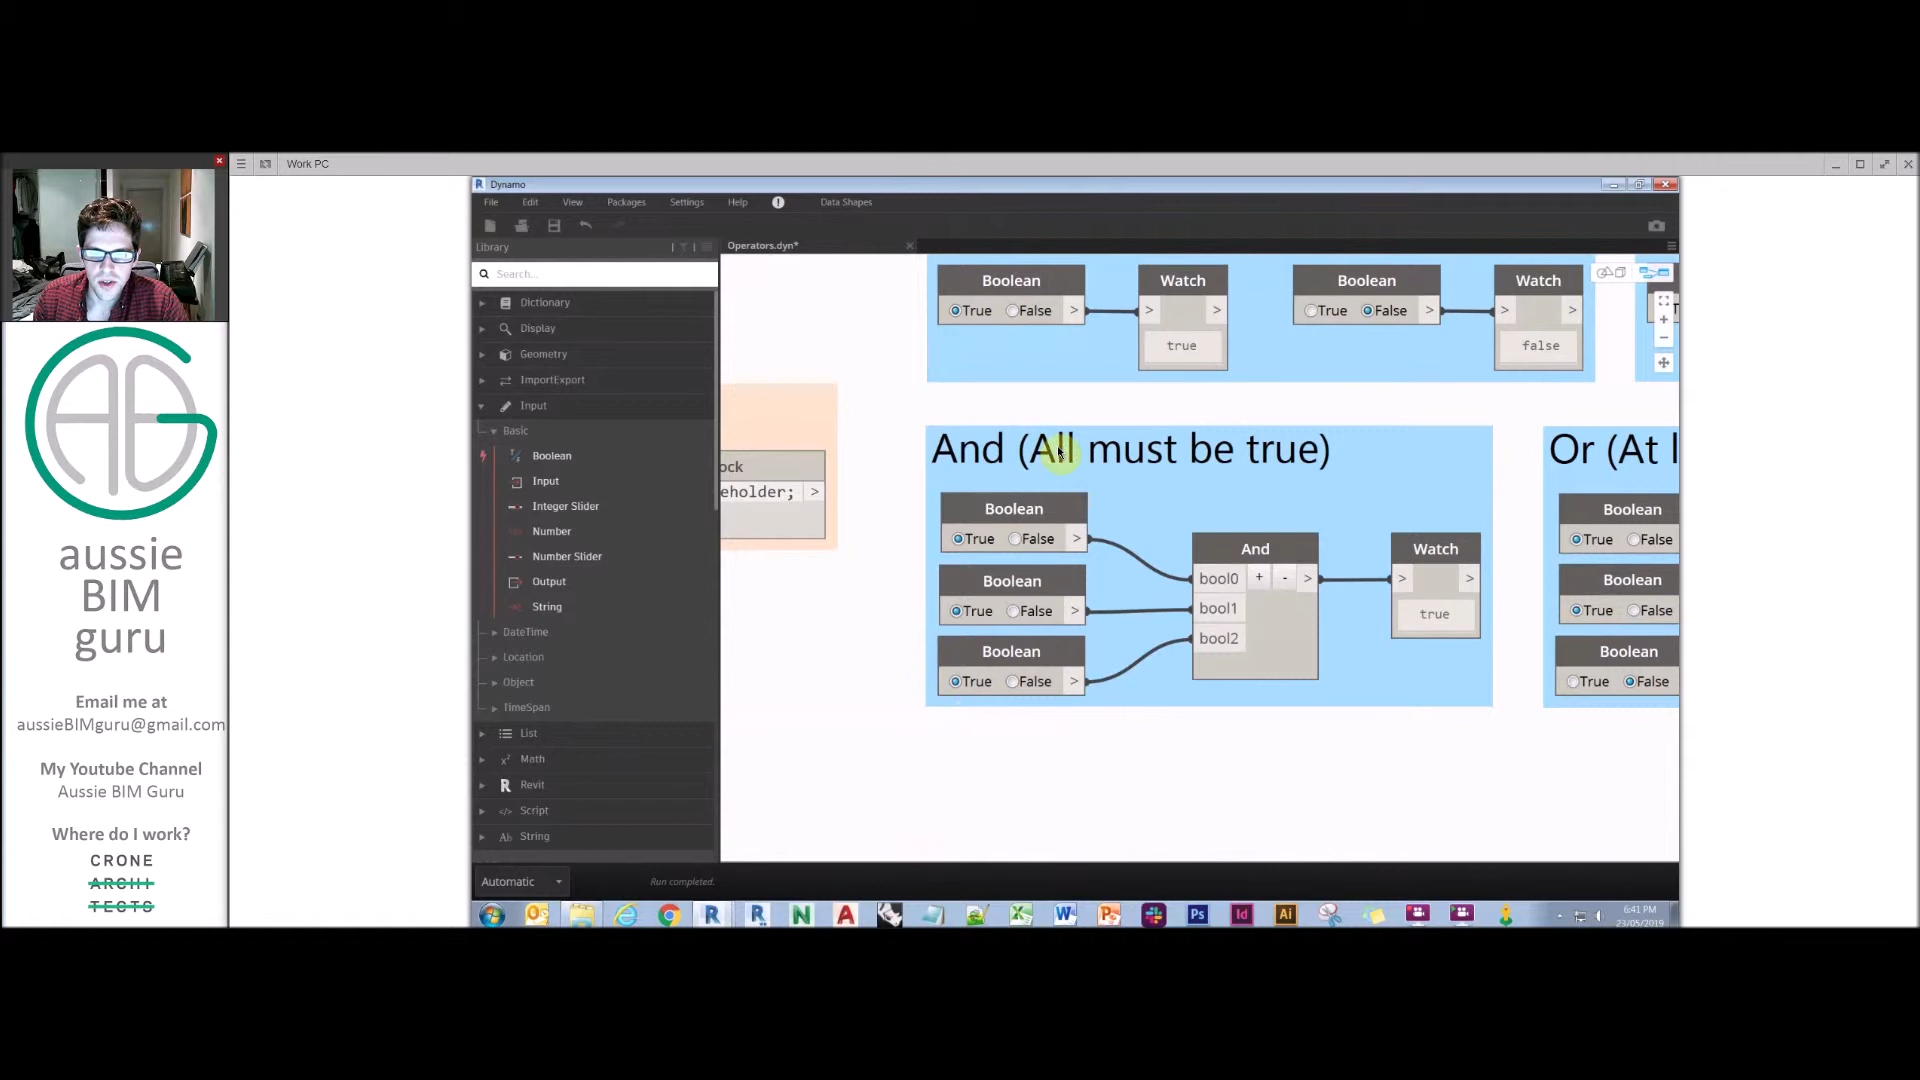 Work PC
Dynamo
File Edit View Packages Settings Help Data Shapes
Library
Operators.dyn*
Search...
Dictionary
Display
Geometry
ImportExport
Input
Basic
Boolean
Input
Integer Slider
Number
Number Slider
Output
String
DateTime
Location
Object
TimeSpan
List
Math
Revit
Script
String
Automatic
Run completed.
Boolean
True False >
Watch
> >
true
Boolean
True False >
Watch
> >
false
ock
eholder; >
And (All must be true)
Boolean
True False >
Boolean
True False >
Boolean
True False >
And
bool0 + - >
bool1
bool2
Watch
> >
true
Or (At l
Boolean
True False
Boolean
True False
Boolean
True False
aussie
BIM
guru
Email me at
aussieBIMguru@gmail.com
My Youtube Channel
Aussie BIM Guru
Where do I work?
CRONE
ARCHI
TECTS
6:41 PM
23/05/2019